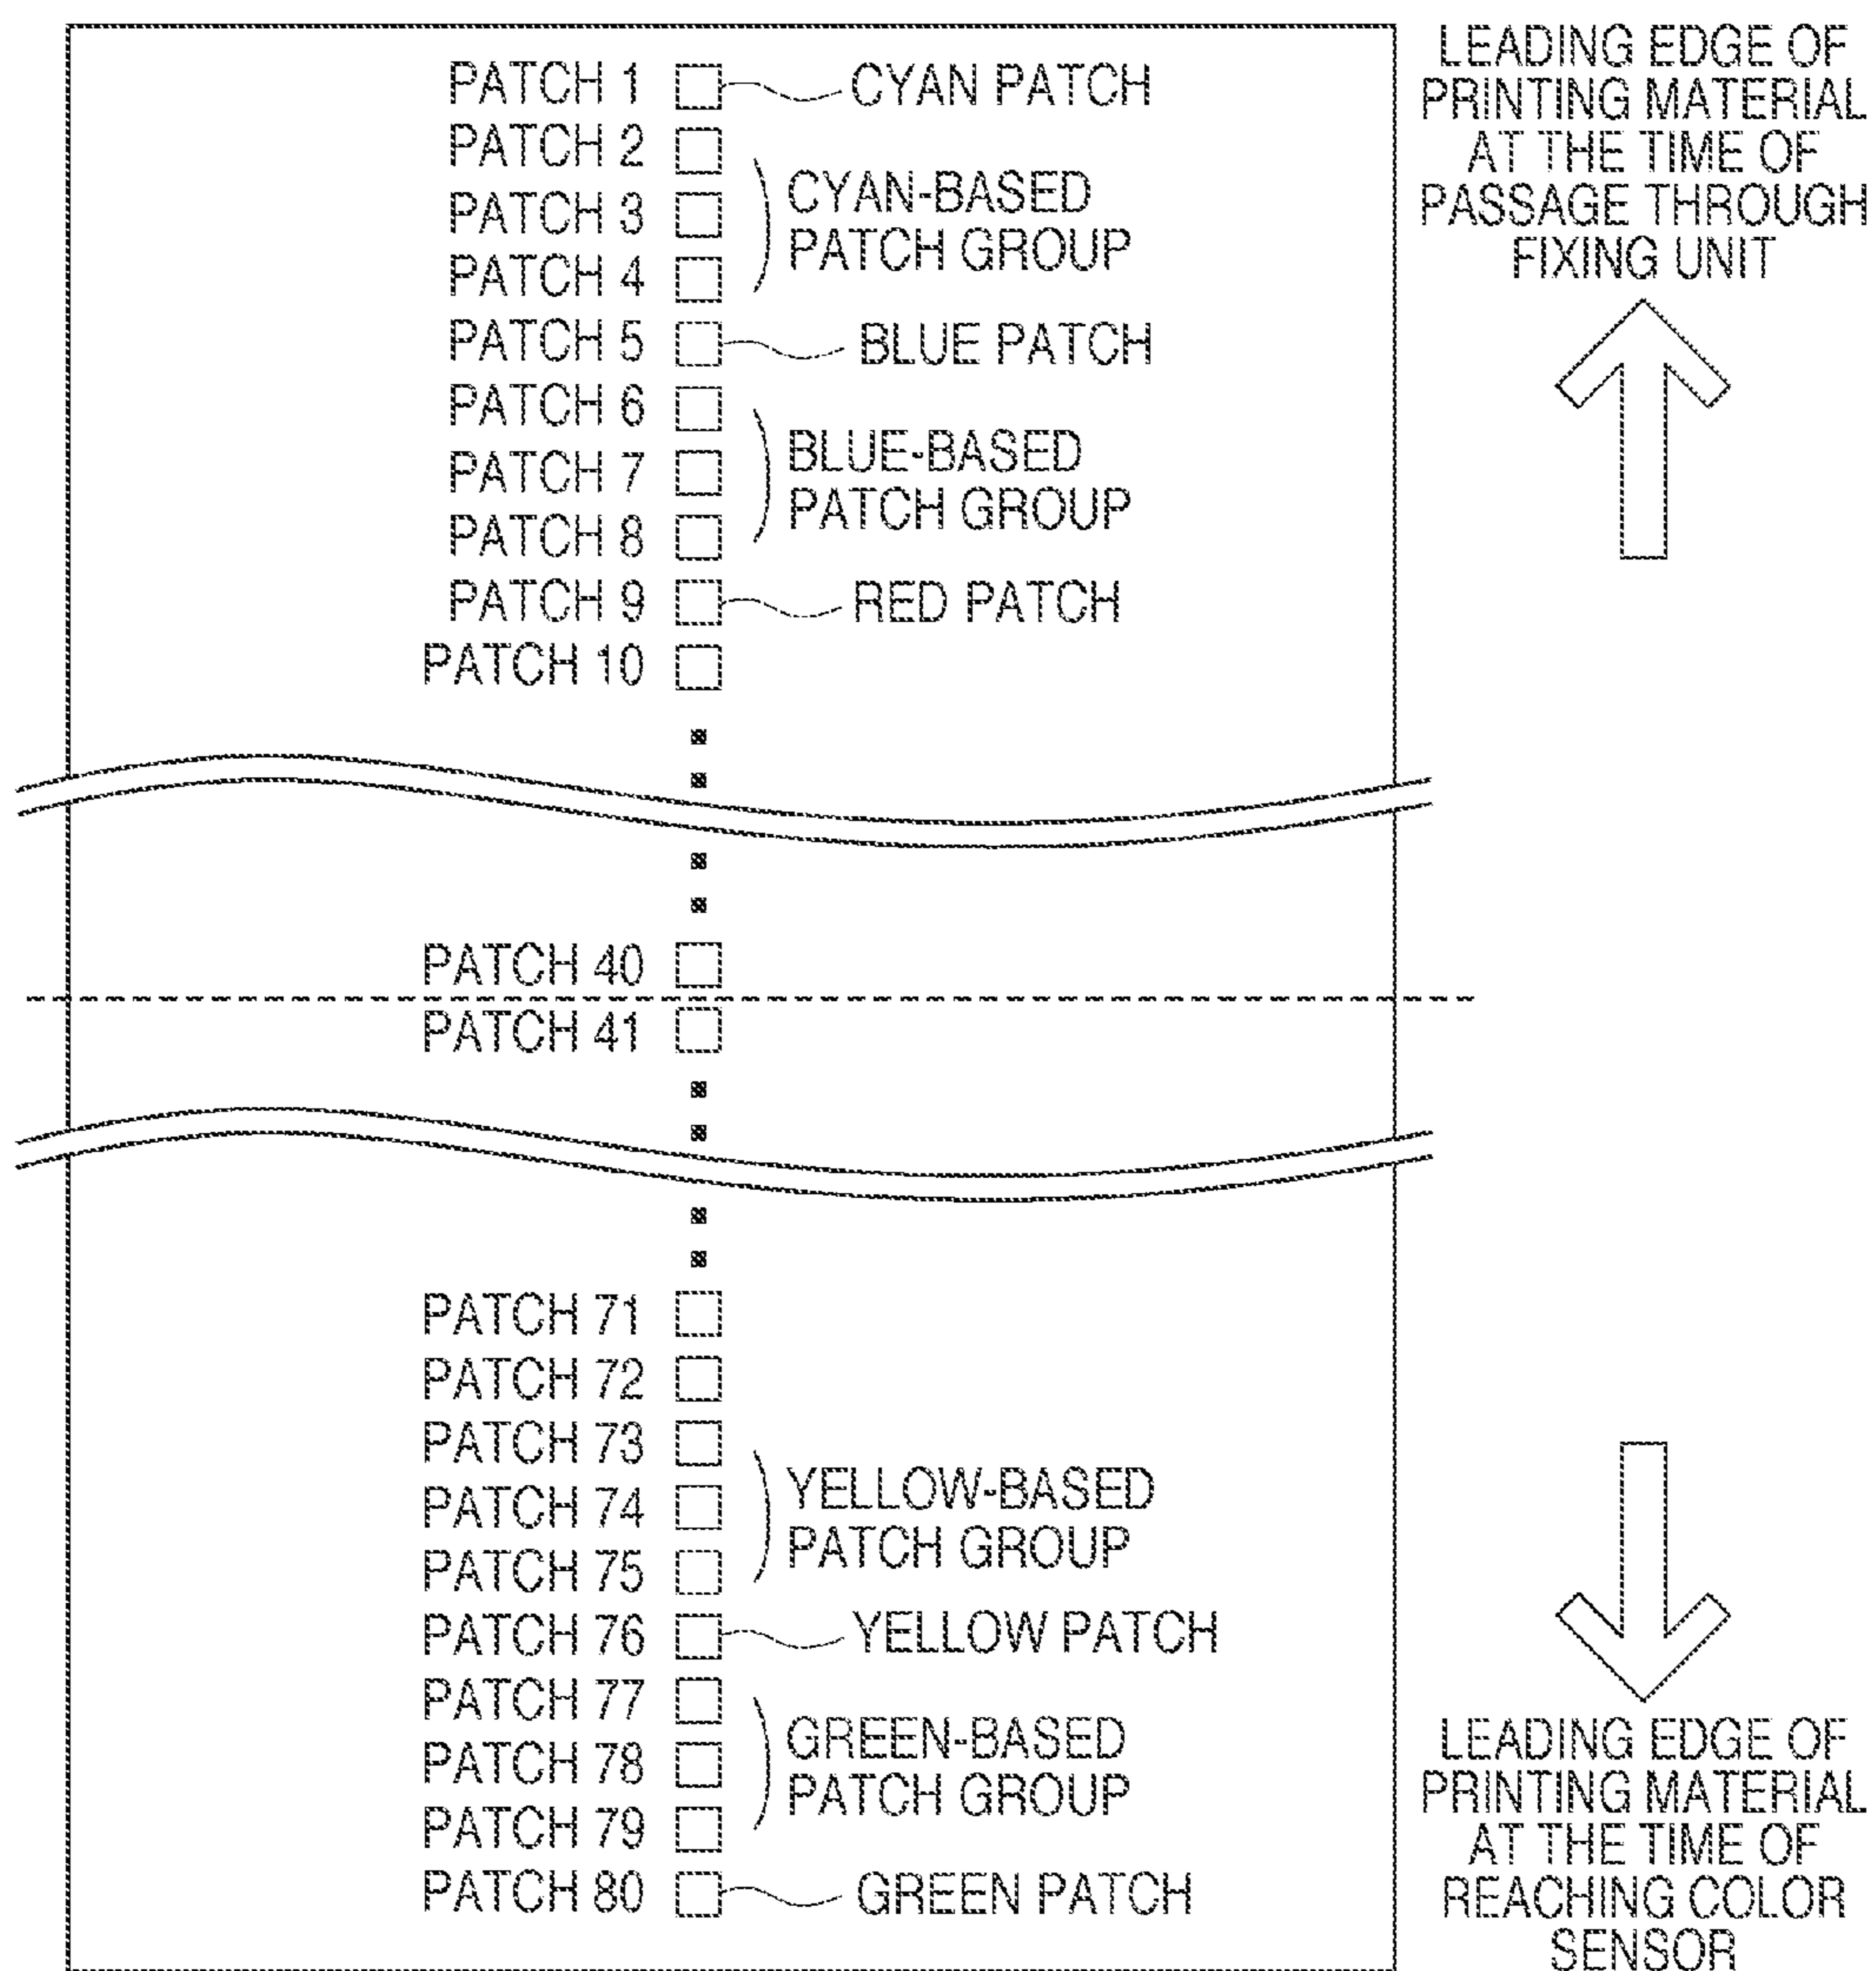 PATCH 1
CYAN PATCH
PATCH 2
PATCH 3
PATCH 4
CYAN-BASED
PATCH GROUP
PATCH 5
BLUE PATCH
PATCH 6
PATCH 7
PATCH 8
BLUE-BASED
PATCH GROUP
PATCH 9
RED PATCH
PATCH 10
PATCH 40
PATCH 41
PATCH 71
PATCH 72
PATCH 73
PATCH 74
PATCH 75
YELLOW-BASED
PATCH GROUP
PATCH 76
YELLOW PATCH
PATCH 77
PATCH 78
PATCH 79
GREEN-BASED
PATCH GROUP
PATCH 80
GREEN PATCH
LEADING EDGE OF
PRINTING MATERIAL
AT THE TIME OF
PASSAGE THROUGH
FIXING UNIT
LEADING EDGE OF
PRINTING MATERIAL
AT THE TIME OF
REACHING COLOR
SENSOR